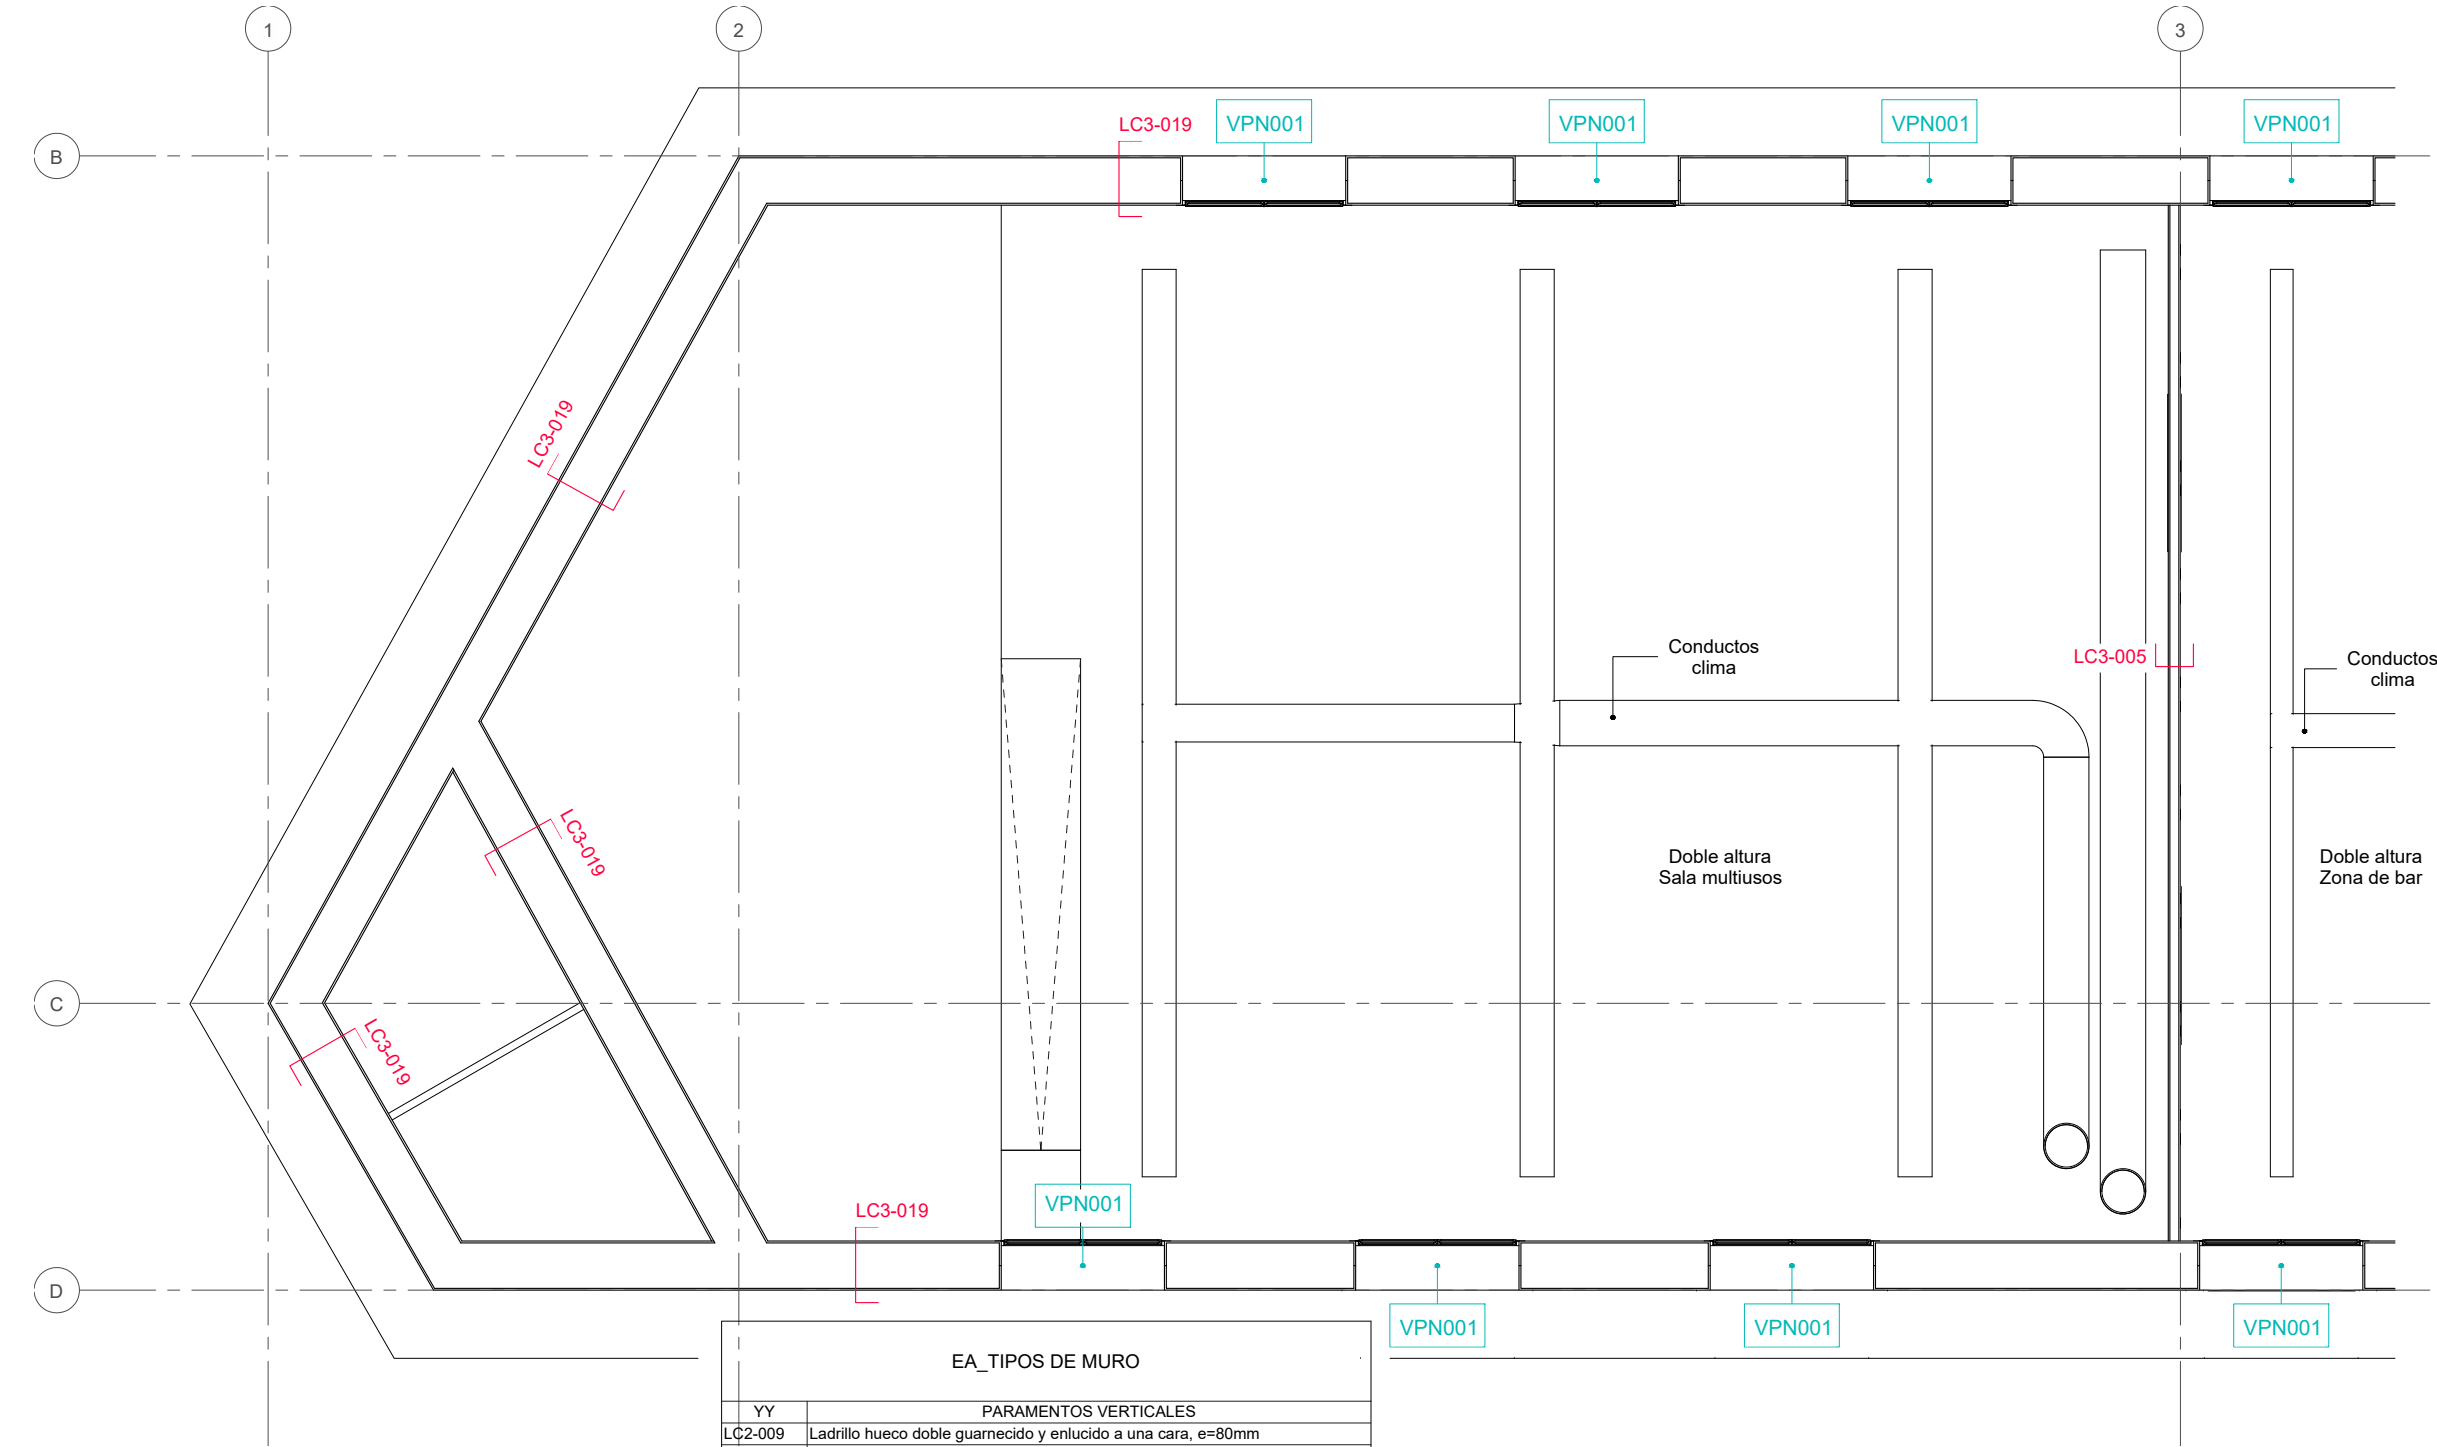 1
2
3
B
LC3-019
VPN001
VPN001
VPN001
VPN001
LC3-019
Conductos
clima
LC3-005
Conductos
clima
LC3-019
Doble altura
Sala multiusos
Doble altura
Zona de bar
C
LC3-019
LC3-019
VPN001
D
VPN001
VPN001
VPN001
EA_TIPOS DE MURO
YY
PARAMENTOS VERTICALES
LC2-009
Ladrillo hueco doble guarnecido y enlucido a una cara, e=80mm